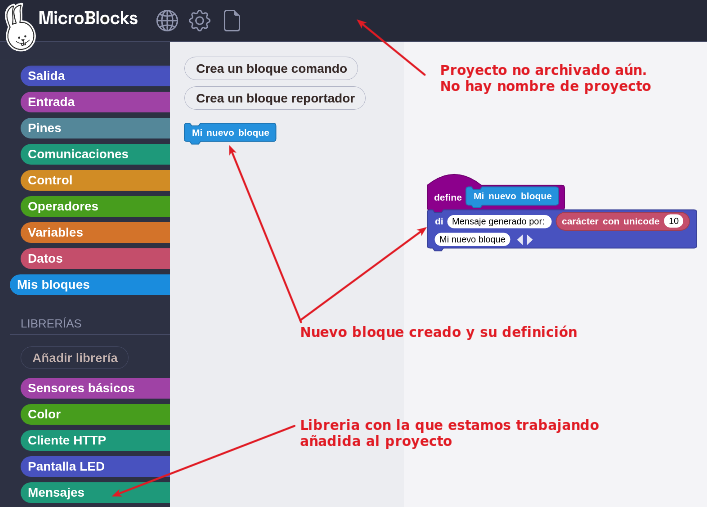 MicroBlocks
Salida
Entrada
Pines
Comunicaciones
Control
Operadores
Variables
Datos
Mis bloques
LIBRERÍAS
Añadir librería
Sensores básicos
Color
Cliente HTTP
Pantalla LED
Mensajes
Crea un bloque comando
Crea un bloque reportador
Mi nuevo bloque
Proyecto no archivado aún.
No hay nombre de proyecto
define Mi nuevo bloque
di Mensaje generado por: carácter con unicode 10
Mi nuevo bloque
Nuevo bloque creado y su definición
Libreria con la que estamos trabajando
añadida al proyecto